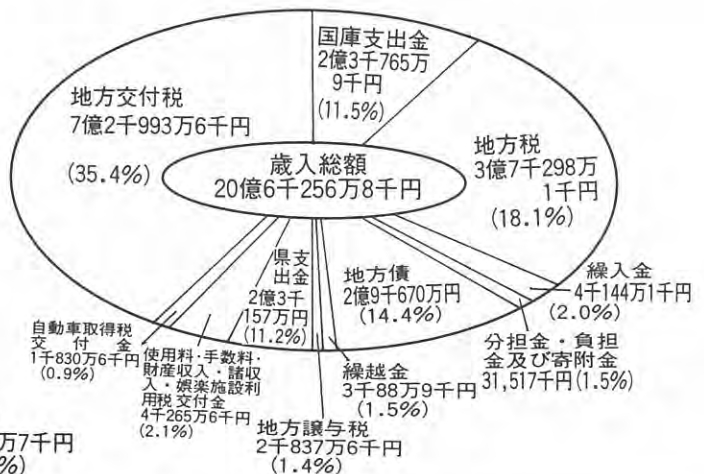 国庫支出金
2億3千765万
9千円
(11.5%)
地方交付税
7億2千993万6千円
(35.4%)
歳入総額
20億6千256万8千円
地方税
3億7千298万
1千円
(18.1%)
繰入金
4千144万1千円
(2.0%)
分担金・負担
金及び寄附金
31,517千円(1.5%)
地方債
2億9千670万円
(14.4%)
繰越金
3千88万9千円
(1.5%)
地方譲与税
2千837万6千円
(1.4%)
県支
出金
2億3千
157万円
(11.2%)
使用料・手数料・
財産収入・諸収
入・娯楽施設利
用税交付金
4千265万6千円
(2.1%)
自動車取得税
交付金
1千830万6千円
(0.9%)
万7千円
%)